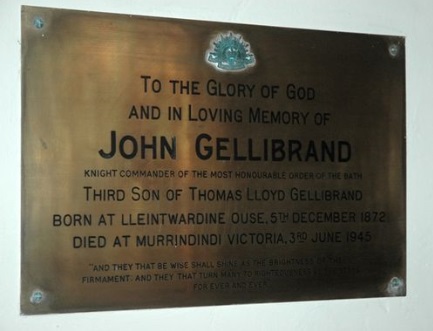 TO THE GLORY OF GOD
AND IN LOVING MEMORY OF
JOHN GELLIBRAND
KNIGHT COMMANDER OF THE MOST HONOURABLE ORDER OF THE BATH
THIRD SON OF THOMAS LLOYD GELLIBRAND
BORN AT LLEINTWARDINE OUSE, 5TH DECEMBER 1872
DIED AT MURRINDINDI VICTORIA, 3RD JUNE 1945
"AND THEY THAT BE WISE SHALL SHINE AS THE BRIGHTNESS OF THE
FIRMAMENT: AND THEY THAT TURN MANY TO RIGHTEOUSNESS
FOR EVER AND EVER